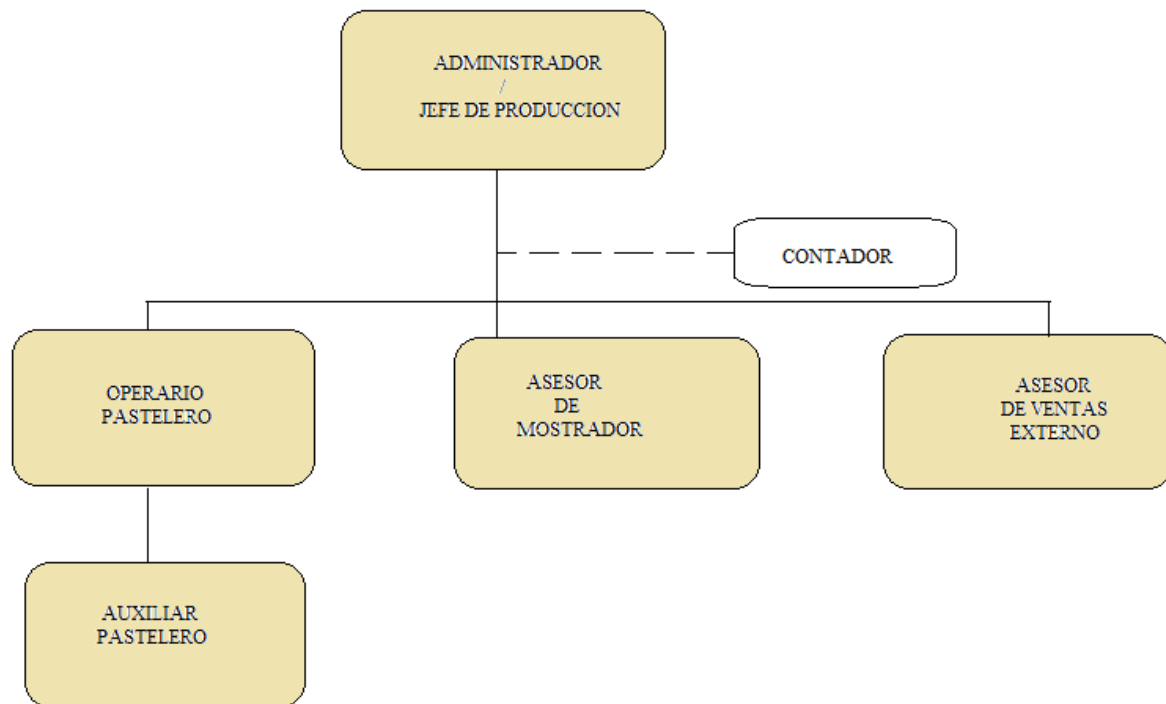 ADMINISTRADOR
/
JEFE DE PRODUCCION
CONTADOR
OPERARIO
PASTELERO
ASESOR
DE
MOSTRADOR
ASESOR
DE VENTAS
EXTERNO
AUXILIAR
PASTELERO